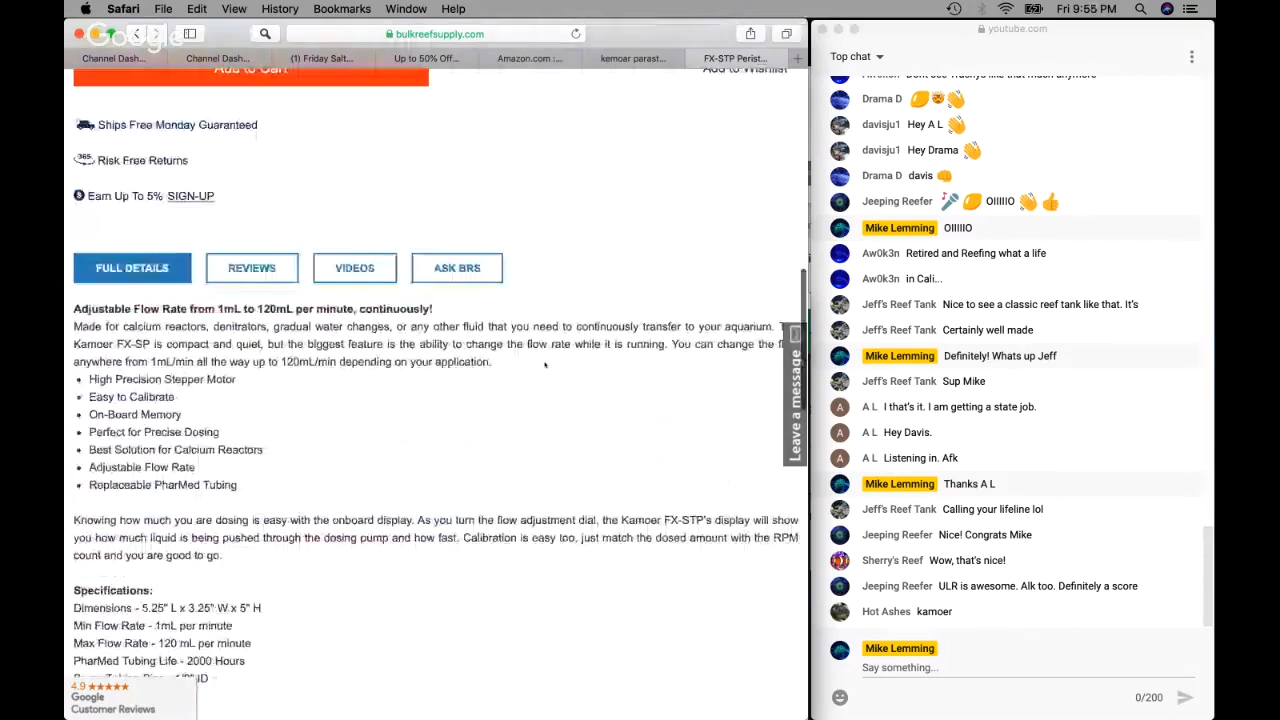 Safari File Edit View History Bookmarks Window Help
Fri 9:55 PM
Google
bulkreefsupply.com
Channel Dash... Channel Dash... (1) Friday Salt... Up to 50% Off... Amazon.com :... kemoar parast... FX-STP Perist...
Add to Cart
Add to Wishlist
Ships Free Monday Guaranteed
Risk Free Returns
Earn Up To 5% SIGN-UP
FULL DETAILS REVIEWS VIDEOS ASK BRS
Adjustable Flow Rate from 1mL to 120mL per minute, continuously!
Made for calcium reactors, denitrators, gradual water changes, or any other fluid that you need to continuously transfer to your aquarium. T
Kamoer FX-SP is compact and quiet, but the biggest feature is the ability to change the flow rate while it is running. You can change the fl
anywhere from 1mL/min all the way up to 120mL/min depending on your application.
High Precision Stepper Motor
Easy to Calibrate
On-Board Memory
Perfect for Precise Dosing
Best Solution for Calcium Reactors
Adjustable Flow Rate
Replaceable PharMed Tubing
Knowing how much you are dosing is easy with the onboard display. As you turn the flow adjustment dial, the Kamoer FX-STP's display will show
you how much liquid is being pushed through the dosing pump and how fast. Calibration is easy too, just match the dosed amount with the RPM
count and you are good to go.
Specifications:
Dimensions - 5.25" L x 3.25" W x 5" H
Min Flow Rate - 1mL per minute
Max Flow Rate - 120 mL per minute
PharMed Tubing Life - 2000 Hours
4.9 ★★★★★
Google
Customer Reviews
Leave a message
youtube.com
Top chat
Drama D 🍋🤯👋
davisju1 Hey A L 👋
davisju1 Hey Drama 👋
Drama D davis 👊
Jeeping Reefer 🎤🍋 OIIIIIO 👋👍
Mike Lemming OIIIIIO
Aw0k3n Retired and Reefing what a life
Aw0k3n in Cali...
Jeff's Reef Tank Nice to see a classic reef tank like that. It's
Jeff's Reef Tank Certainly well made
Mike Lemming Definitely! Whats up Jeff
Jeff's Reef Tank Sup Mike
A L I that's it. I am getting a state job.
A L Hey Davis.
A L Listening in. Afk
Mike Lemming Thanks A L
Jeff's Reef Tank Calling your lifeline lol
Jeeping Reefer Nice! Congrats Mike
Sherry's Reef Wow, that's nice!
Jeeping Reefer ULR is awesome. Alk too. Definitely a score
Hot Ashes kamoer
Mike Lemming
Say something...
0/200